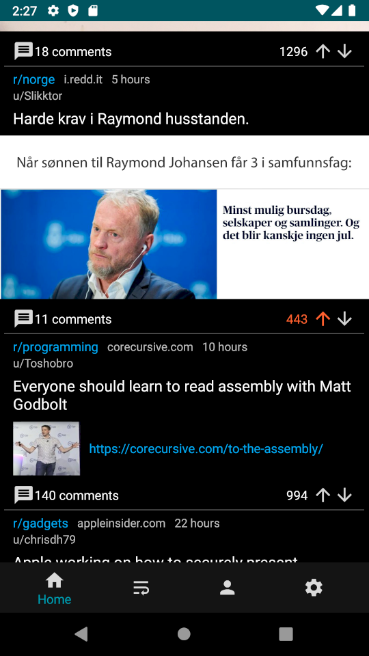 2:27
18 comments 1296
r/norge i.redd.it 5 hours
u/Slikktor
Harde krav i Raymond husstanden.
Når sønnen til Raymond Johansen får 3 i samfunnsfag:
Minst mulig bursdag,
selskaper og samlinger. Og
det blir kanskje ingen jul.
11 comments 443
r/programming corecursive.com 10 hours
u/Toshobro
Everyone should learn to read assembly with Matt
Godbolt
https://corecursive.com/to-the-assembly/
140 comments 994
r/gadgets appleinsider.com 22 hours
u/chrisdh79
Apple working on how to securely present
Home